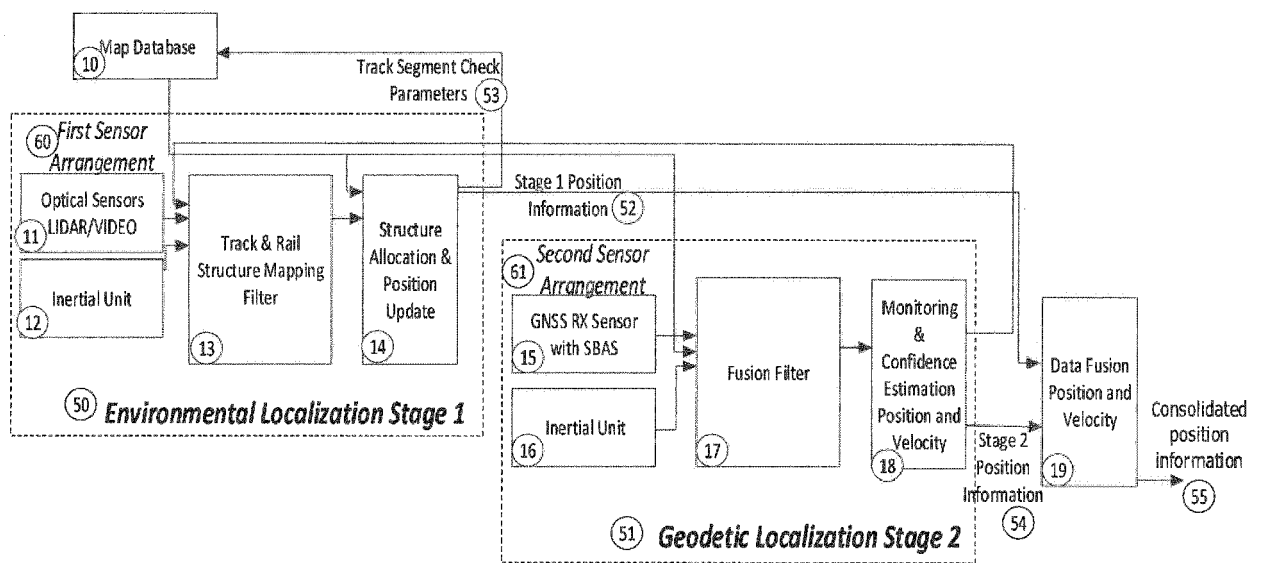 Map Database
10
Track Segment Check
Parameters 53
60 First Sensor
Arrangement
Optical Sensors
LIDAR/VIDEO
11
Inertial Unit
12
Track & Rail
Structure Mapping
Filter
13
Structure
Allocation &
Position
Update
14
50 Environmental Localization Stage 1
Stage 1 Position
Information 52
61 Second Sensor
Arrangement
GNSS RX Sensor
15 with SBAS
Inertial Unit
16
Fusion Filter
17
Monitoring
&
Confidence
Estimation
Position and
Velocity
18
Stage 2
Position
Information
54
51 Geodetic Localization Stage 2
Data Fusion
Position and
Velocity
19
Consolidated
position
information
55